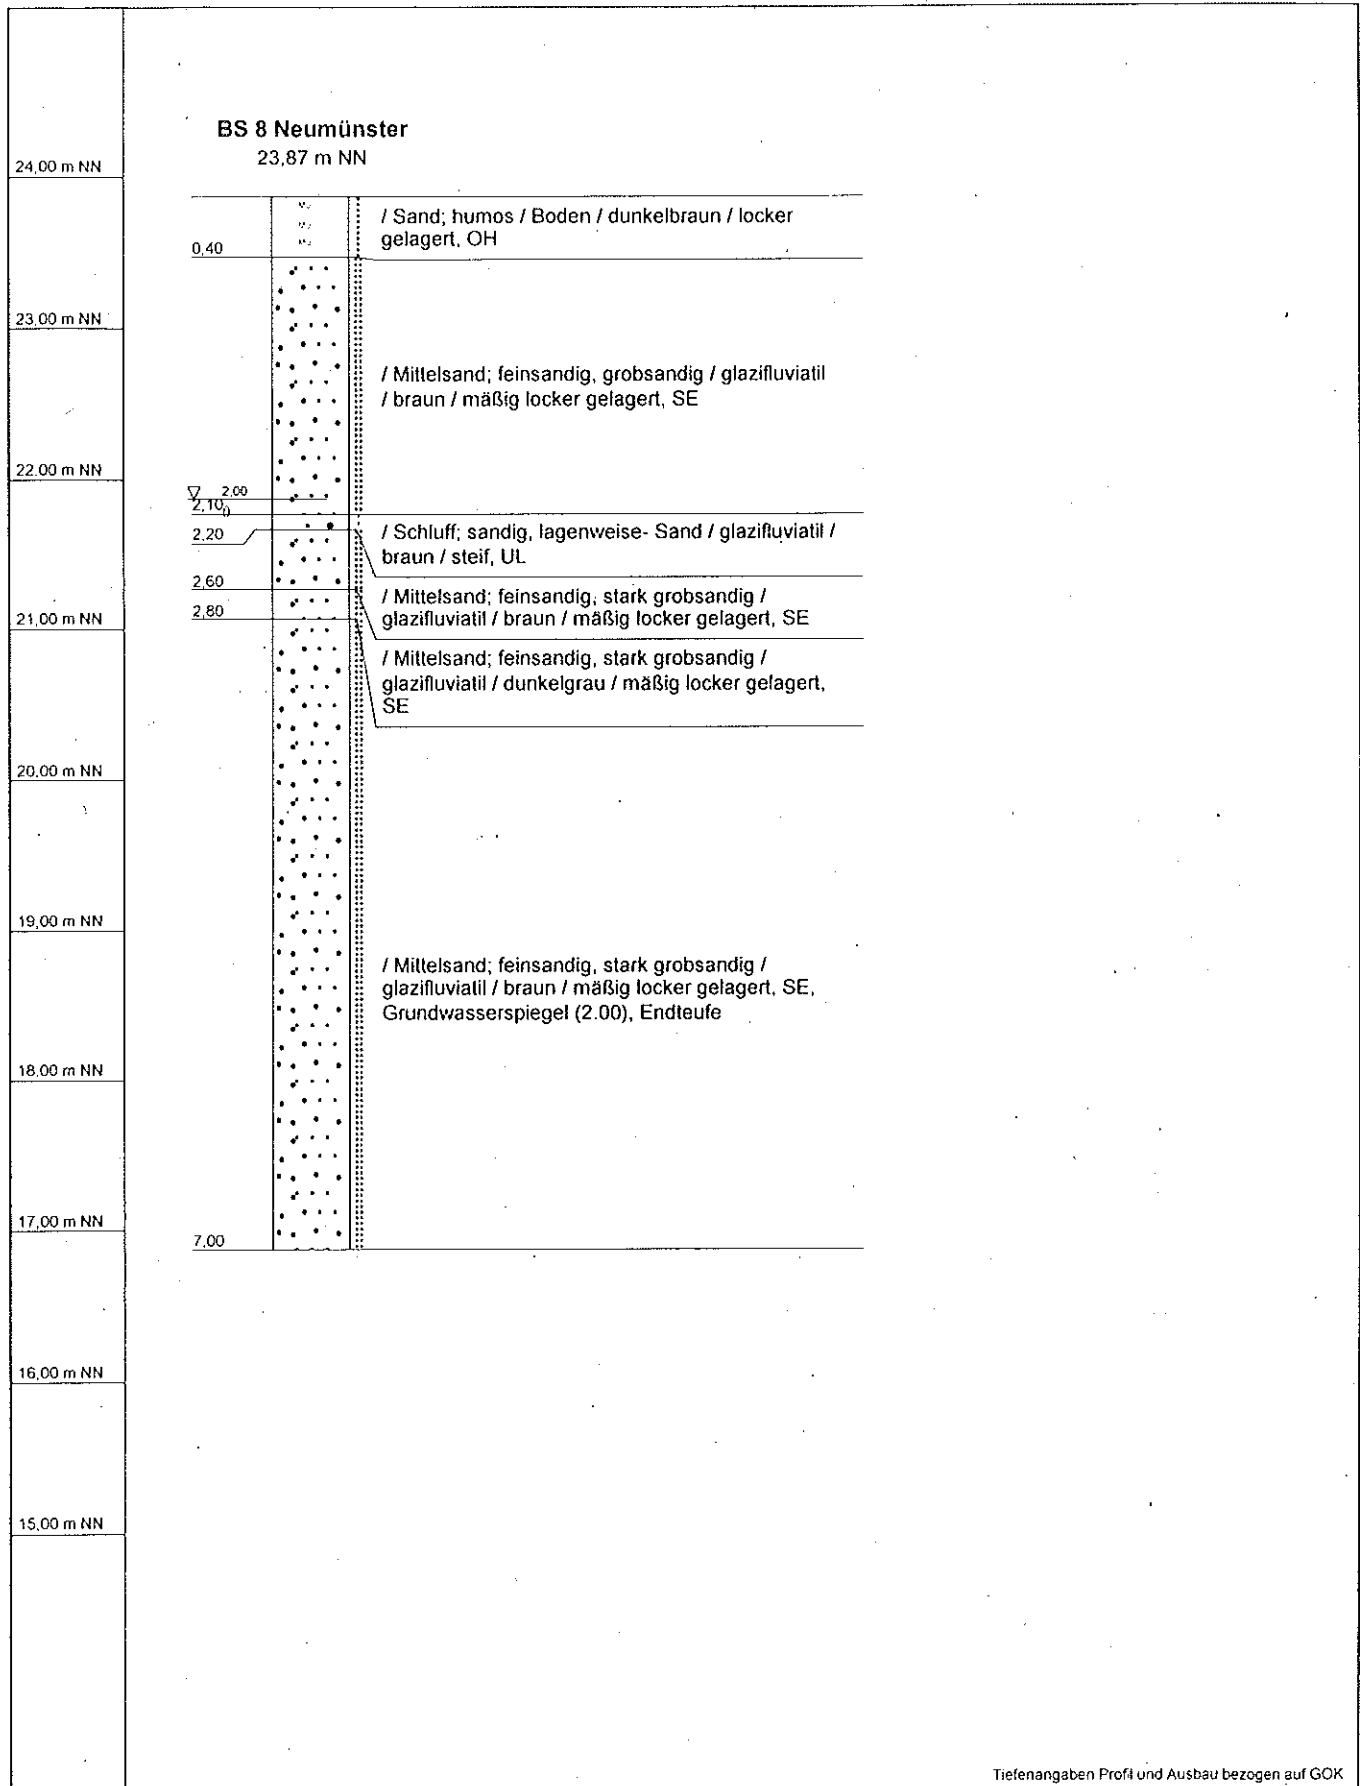 BS 8 Neumünster
23,87 m NN
24,00 m NN
/ Sand; humos / Boden / dunkelbraun / locker
gelagert, OH
0,40
23,00 m NN
/ Mittelsand; feinsandig, grobsandig / glazifluviatil
/ braun / mäßig locker gelagert, SE
22.00 m NN
2,00
2,10
2,20
/ Schluff; sandig, lagenweise- Sand / glazifluviatil /
braun / steif, UL
2,60
/ Mittelsand; feinsandig, stark grobsandig /
glazifluviatil / braun / mäßig locker gelagert, SE
2,80
21,00 m NN
/ Mittelsand; feinsandig, stark grobsandig /
glazifluviatil / dunkelgrau / mäßig locker gelagert,
SE
20.00 m NN
19,00 m NN
/ Mittelsand; feinsandig, stark grobsandig /
glazifluviatil / braun / mäßig locker gelagert, SE,
Grundwasserspiegel (2.00), Endteufe
18,00 m NN
17,00 m NN
7,00
16,00 m NN
15,00 m NN
Tiefenangaben Profil und Ausbau bezogen auf GOK